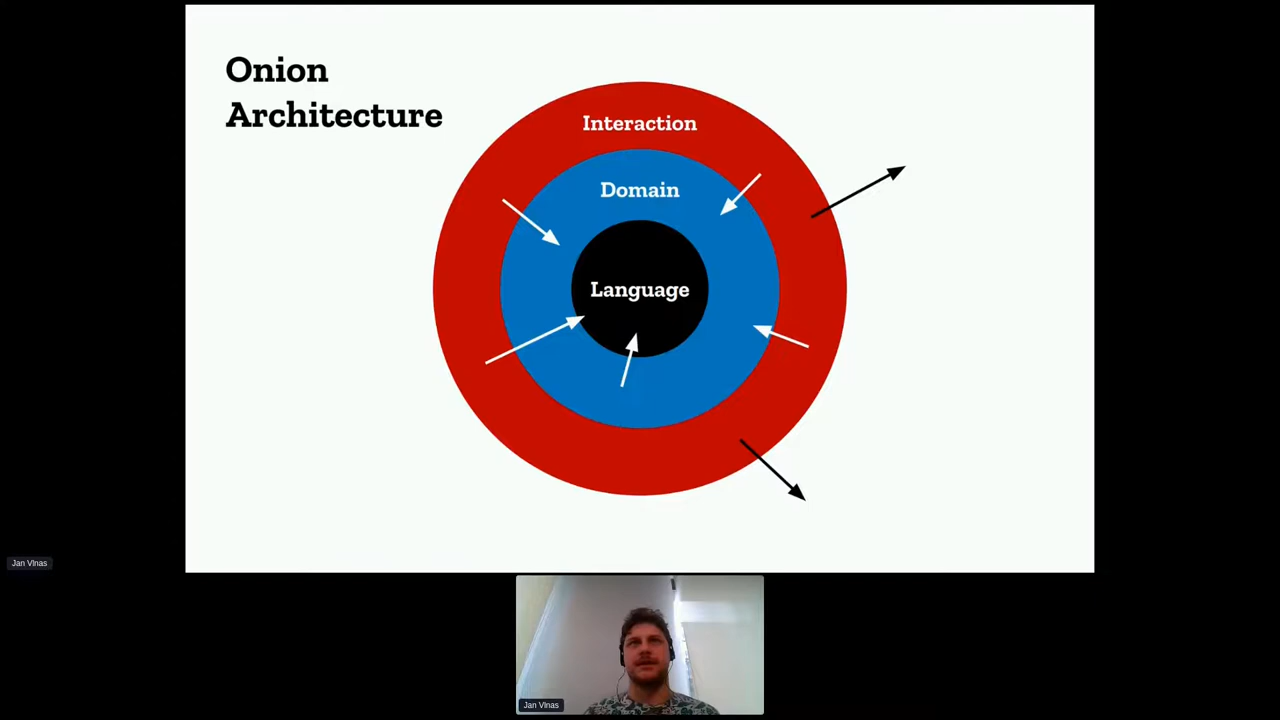 Onion
Architecture
Interaction
Domain
Language
Jan Vlnas
Jan Vlnas